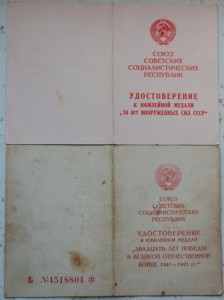 СОЮЗ
СОВЕТСКИХ
СОЦИАЛИСТИЧЕСКИХ
РЕСПУБЛИК
УДОСТОВЕРЕНИЕ
К ЮБИЛЕЙНОЙ МЕДАЛИ
„70 ЛЕТ ВООРУЖЕННЫХ СИЛ СССР“
СОЮЗ
СОВЕТСКИХ
СОЦИАЛИСТИЧЕСКИХ
РЕСПУБЛИК
УДОСТОВЕРЕНИЕ
К ЮБИЛЕЙНОЙ МЕДАЛИ
„ДВАДЦАТЬ ЛЕТ ПОБЕДЫ
В ВЕЛИКОЙ ОТЕЧЕСТВЕННОЙ
ВОЙНЕ 1941—1945 гг.“
Б №4518804 *